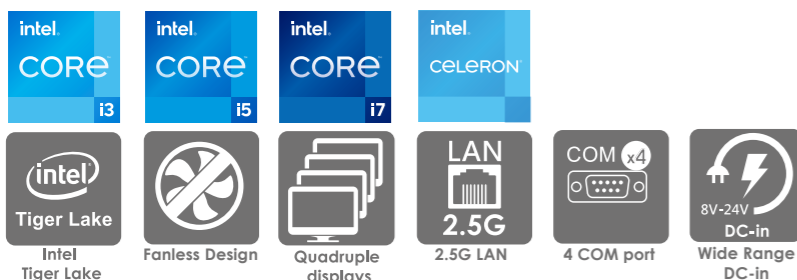 intel.
CORE
i3
intel.
CORE
i5
intel.
CORE
i7
intel.
CELERON
intel
Tiger Lake
Intel
Tiger Lake
Fanless Design
Quadruple
displays
LAN
2.5G
2.5G LAN
COM x4
4 COM port
8V-24V
DC-in
Wide Range
DC-in